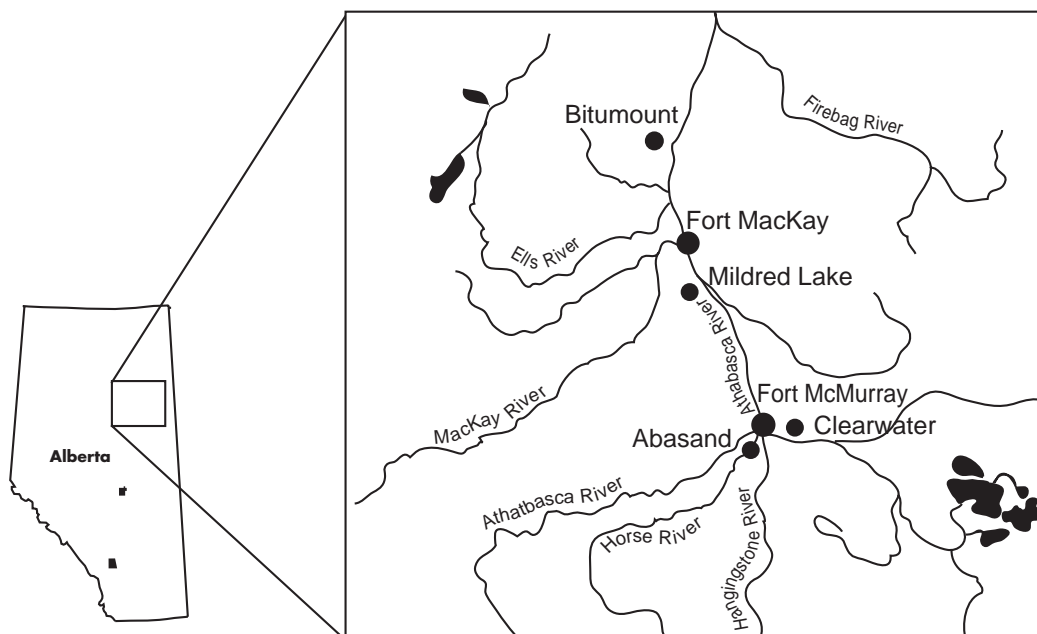 Bitumount
Firebag River
Fort MacKay
Ells River
Mildred Lake
Athabasca River
Fort McMurray
MacKay River
Clearwater
Abasand
Alberta
Athatbasca River
Horse River
Hangingstone River